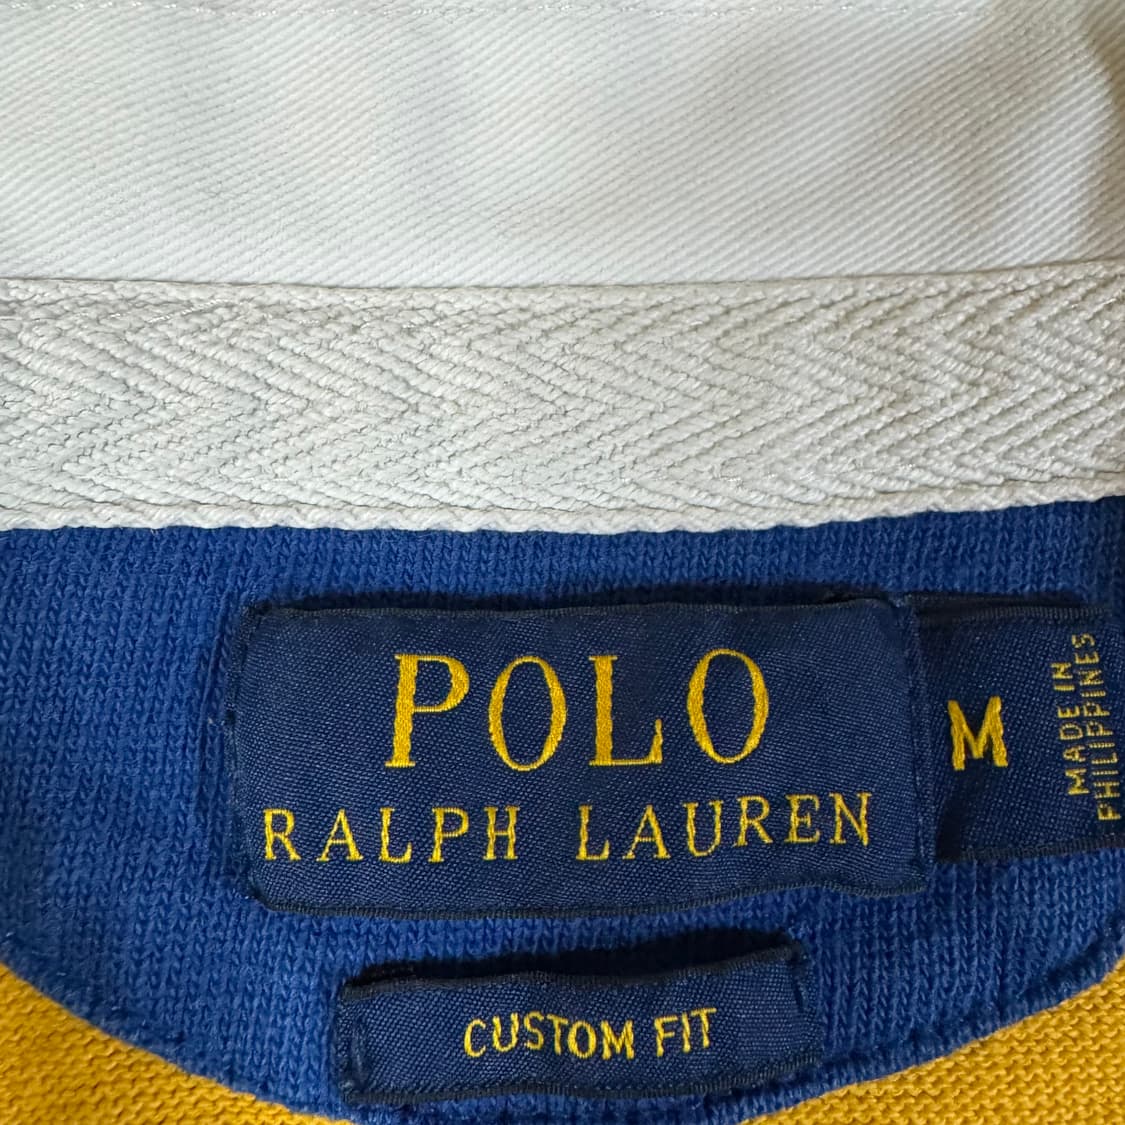 POLO
RALPH LAUREN
M
MADE IN
PHILIPPINES
CUSTOM FIT